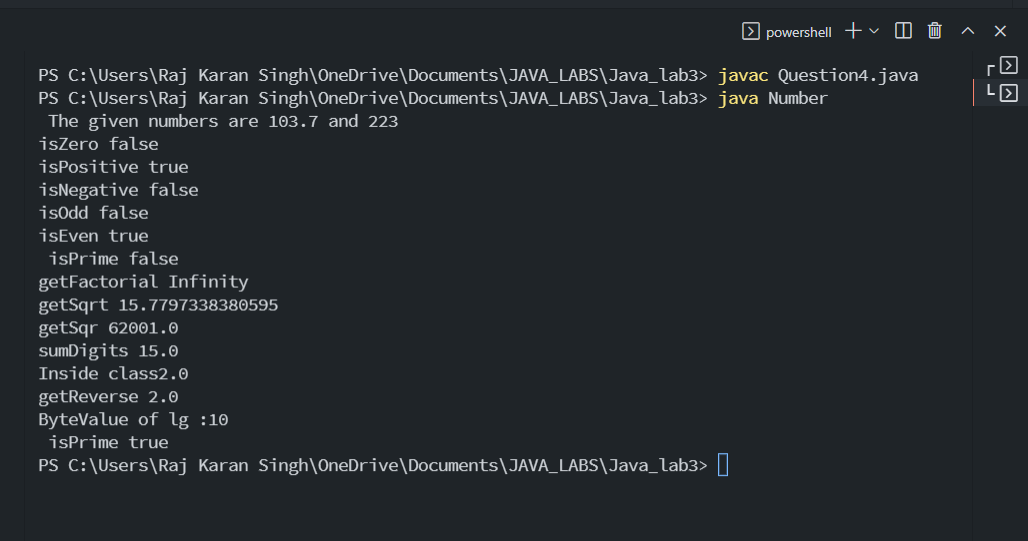 powershell
PS C:\Users\Raj Karan Singh\OneDrive\Documents\JAVA_LABS\Java_lab3> javac Question4.java
PS C:\Users\Raj Karan Singh\OneDrive\Documents\JAVA_LABS\Java_lab3> java Number
 The given numbers are 103.7 and 223
isZero false
isPositive true
isNegative false
isOdd false
isEven true
 isPrime false
getFactorial Infinity
getSqrt 15.7797338380595
getSqr 62001.0
sumDigits 15.0
Inside class2.0
getReverse 2.0
ByteValue of lg :10
 isPrime true
PS C:\Users\Raj Karan Singh\OneDrive\Documents\JAVA_LABS\Java_lab3>